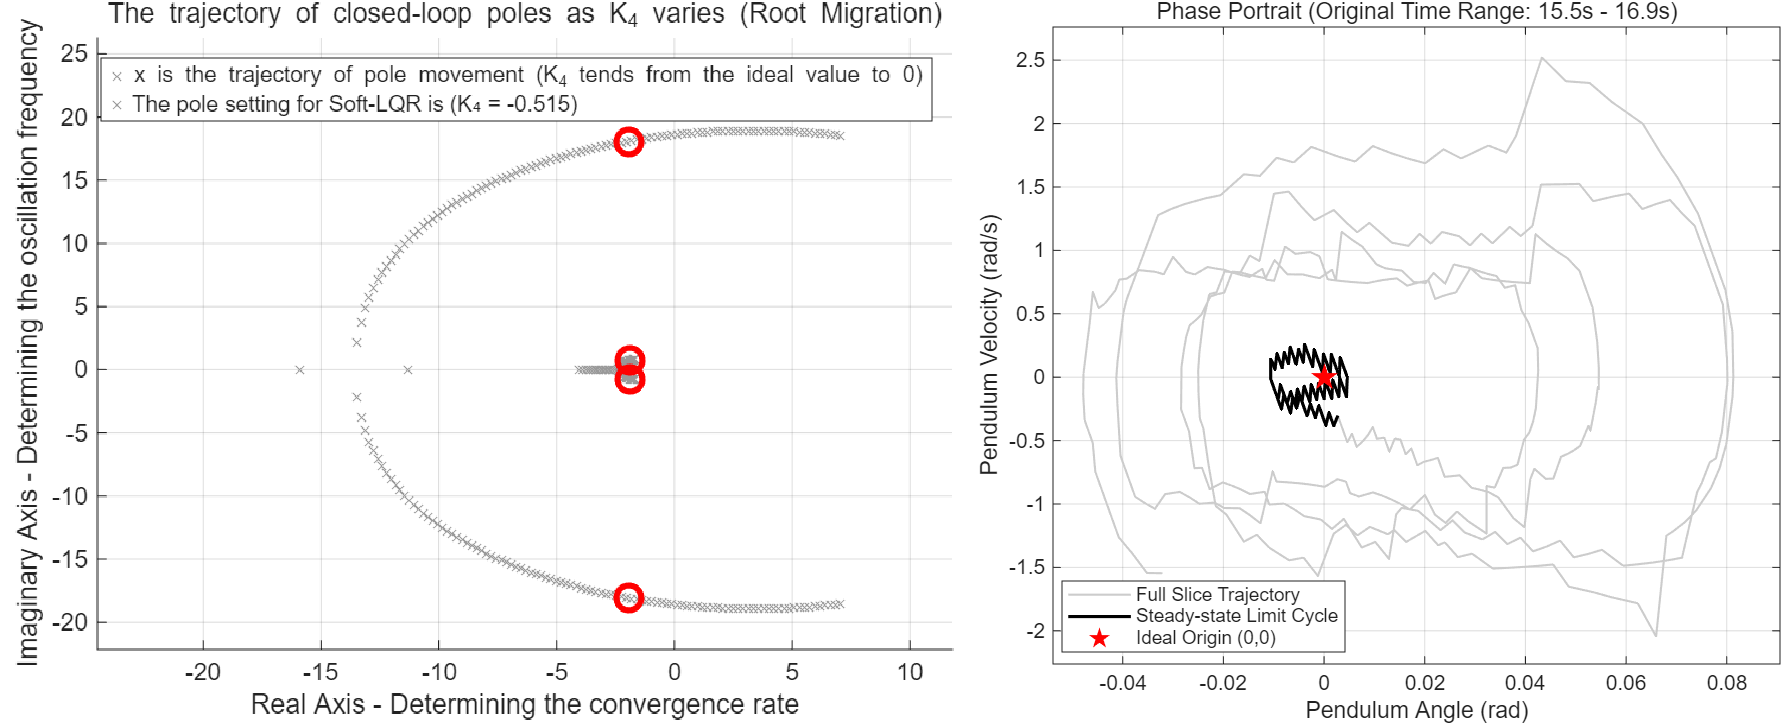 The trajectory of closed-loop poles as K₄ varies (Root Migration)
Imaginary Axis - Determining the oscillation frequency
25
20
15
10
5
0
-5
-10
-15
-20
x is the trajectory of pole movement (K₄ tends from the ideal value to 0)
The pole setting for Soft-LQR is (K₄ = -0.515)
-20 -15 -10 -5 0 5 10
Real Axis - Determining the convergence rate
Phase Portrait (Original Time Range: 15.5s - 16.9s)
Pendulum Velocity (rad/s)
2.5
2
1.5
1
0.5
0
-0.5
-1
-1.5
-2
Full Slice Trajectory
Steady-state Limit Cycle
Ideal Origin (0,0)
-0.04 -0.02 0 0.02 0.04 0.06 0.08
Pendulum Angle (rad)